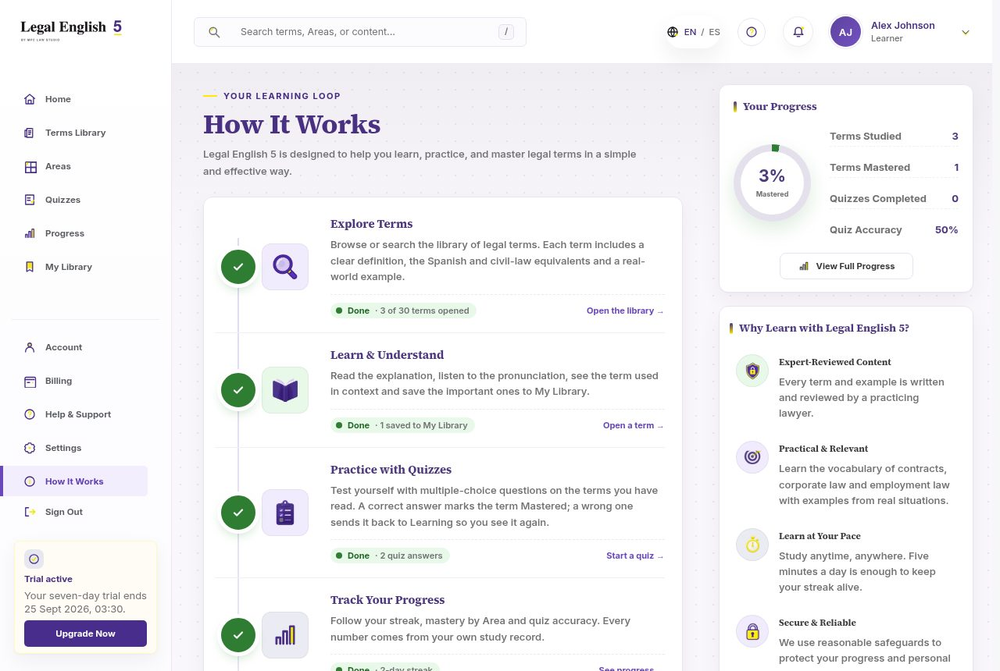 Legal English 5
BY MPC LAW STUDIO
Home
Terms Library
Areas
Quizzes
Progress
My Library
Account
Billing
Help & Support
Settings
How It Works
Sign Out
Trial active
Your seven-day trial ends
25 Sept 2026, 03:30.
Upgrade Now
Search terms, Areas, or content...
/
EN / ES
AJ
Alex Johnson
Learner
YOUR LEARNING LOOP
How It Works
Legal English 5 is designed to help you learn, practice, and master legal terms in a simple
and effective way.
Explore Terms
Browse or search the library of legal terms. Each term includes a
clear definition, the Spanish and civil-law equivalents and a real-
world example.
Done · 3 of 30 terms opened
Open the library →
Learn & Understand
Read the explanation, listen to the pronunciation, see the term used
in context and save the important ones to My Library.
Done · 1 saved to My Library
Open a term →
Practice with Quizzes
Test yourself with multiple-choice questions on the terms you have
read. A correct answer marks the term Mastered; a wrong one
sends it back to Learning so you see it again.
Done · 2 quiz answers
Start a quiz →
Track Your Progress
Follow your streak, mastery by Area and quiz accuracy. Every
number comes from your own study record.
Done · 2-day streak
See progress →
Your Progress
3%
Mastered
Terms Studied 3
Terms Mastered 1
Quizzes Completed 0
Quiz Accuracy 50%
View Full Progress
Why Learn with Legal English 5?
Expert-Reviewed Content
Every term and example is written
and reviewed by a practicing
lawyer.
Practical & Relevant
Learn the vocabulary of contracts,
corporate law and employment law
with examples from real situations.
Learn at Your Pace
Study anytime, anywhere. Five
minutes a day is enough to keep
your streak alive.
Secure & Reliable
We use reasonable safeguards to
protect your progress and personal